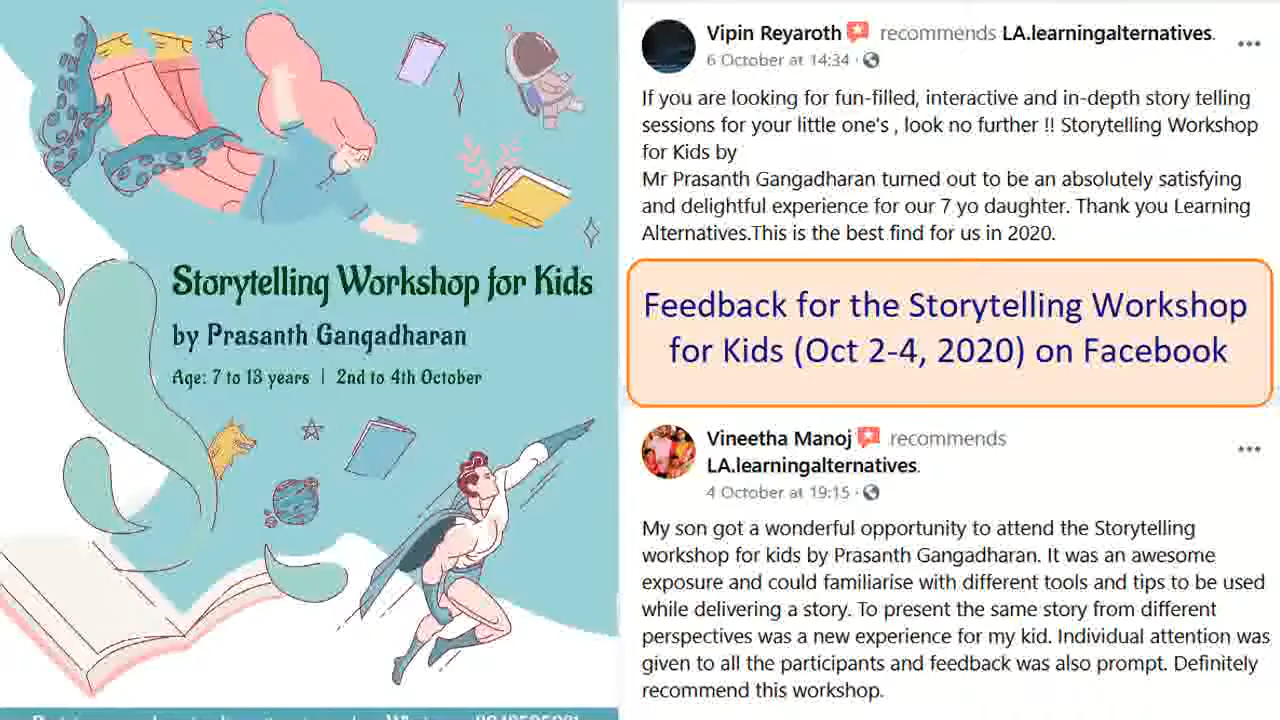 Storytelling Workshop for Kids
by Prasanth Gangadharan
Age: 7 to 13 years | 2nd to 4th October
Vipin Reyaroth recommends LA.learningalternatives.
6 October at 14:34 ·
If you are looking for fun-filled, interactive and in-depth story telling
sessions for your little one's , look no further !! Storytelling Workshop
for Kids by
Mr Prasanth Gangadharan turned out to be an absolutely satisfying
and delightful experience for our 7 yo daughter. Thank you Learning
Alternatives.This is the best find for us in 2020.
Feedback for the Storytelling Workshop
for Kids (Oct 2-4, 2020) on Facebook
Vineetha Manoj recommends
LA.learningalternatives.
4 October at 19:15 ·
My son got a wonderful opportunity to attend the Storytelling
workshop for kids by Prasanth Gangadharan. It was an awesome
exposure and could familiarise with different tools and tips to be used
while delivering a story. To present the same story from different
perspectives was a new experience for my kid. Individual attention was
given to all the participants and feedback was also prompt. Definitely
recommend this workshop.